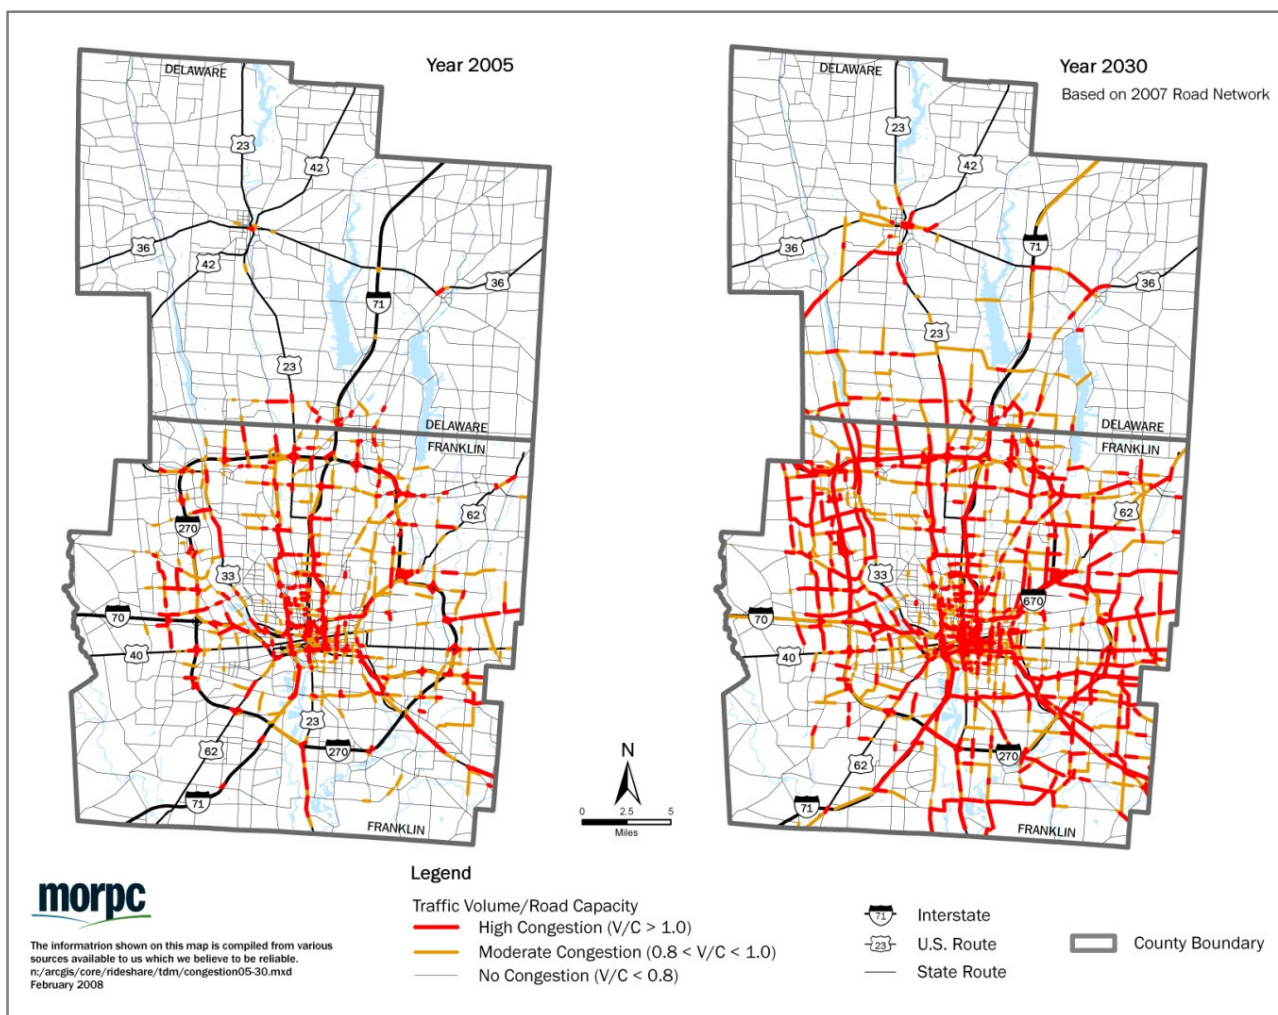 Year 2005
DELAWARE
23
42
36
42
71
36
23
DELAWARE
FRANKLIN
62
270
33
70
40
23
270
62
71
FRANKLIN
Year 2030
Based on 2007 Road Network
DELAWARE
23
42
71
36
36
23
DELAWARE
FRANKLIN
62
33
670
70
40
270
62
71
FRANKLIN
N
0 2.5 5
Miles
morpc
The informatrion shown on this map is compiled from various
sources available to us which we believe to be reliable.
n:/arcgis/core/rideshare/tdm/congestion05-30.mxd
February 2008
Legend
Traffic Volume/Road Capacity
High Congestion (V/C > 1.0)
Moderate Congestion (0.8 < V/C < 1.0)
No Congestion (V/C < 0.8)
71 Interstate
23 U.S. Route
State Route
County Boundary